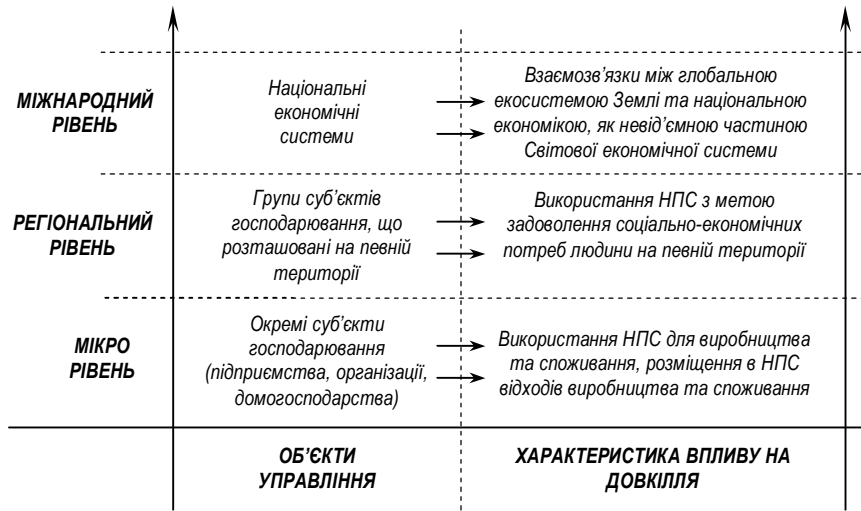 МІЖНАРОДНИЙ
РІВЕНЬ
Національні
економічні
системи
Взаємозв'язки між глобальною
екосистемою Землі та національною
економікою, як невід'ємною частиною
Світової економічної системи
РЕГІОНАЛЬНИЙ
РІВЕНЬ
Групи суб'єктів
господарювання, що
розташовані на певній
території
Використання НПС з метою
задоволення соціально-економічних
потреб людини на певній території
МІКРО
РІВЕНЬ
Окремі суб'єкти
господарювання
(підприємства, організації,
домогосподарства)
Використання НПС для виробництва
та споживання, розміщення в НПС
відходів виробництва та споживання
ОБ'ЄКТИ
УПРАВЛІННЯ
ХАРАКТЕРИСТИКА ВПЛИВУ НА
ДОВКІЛЛЯ